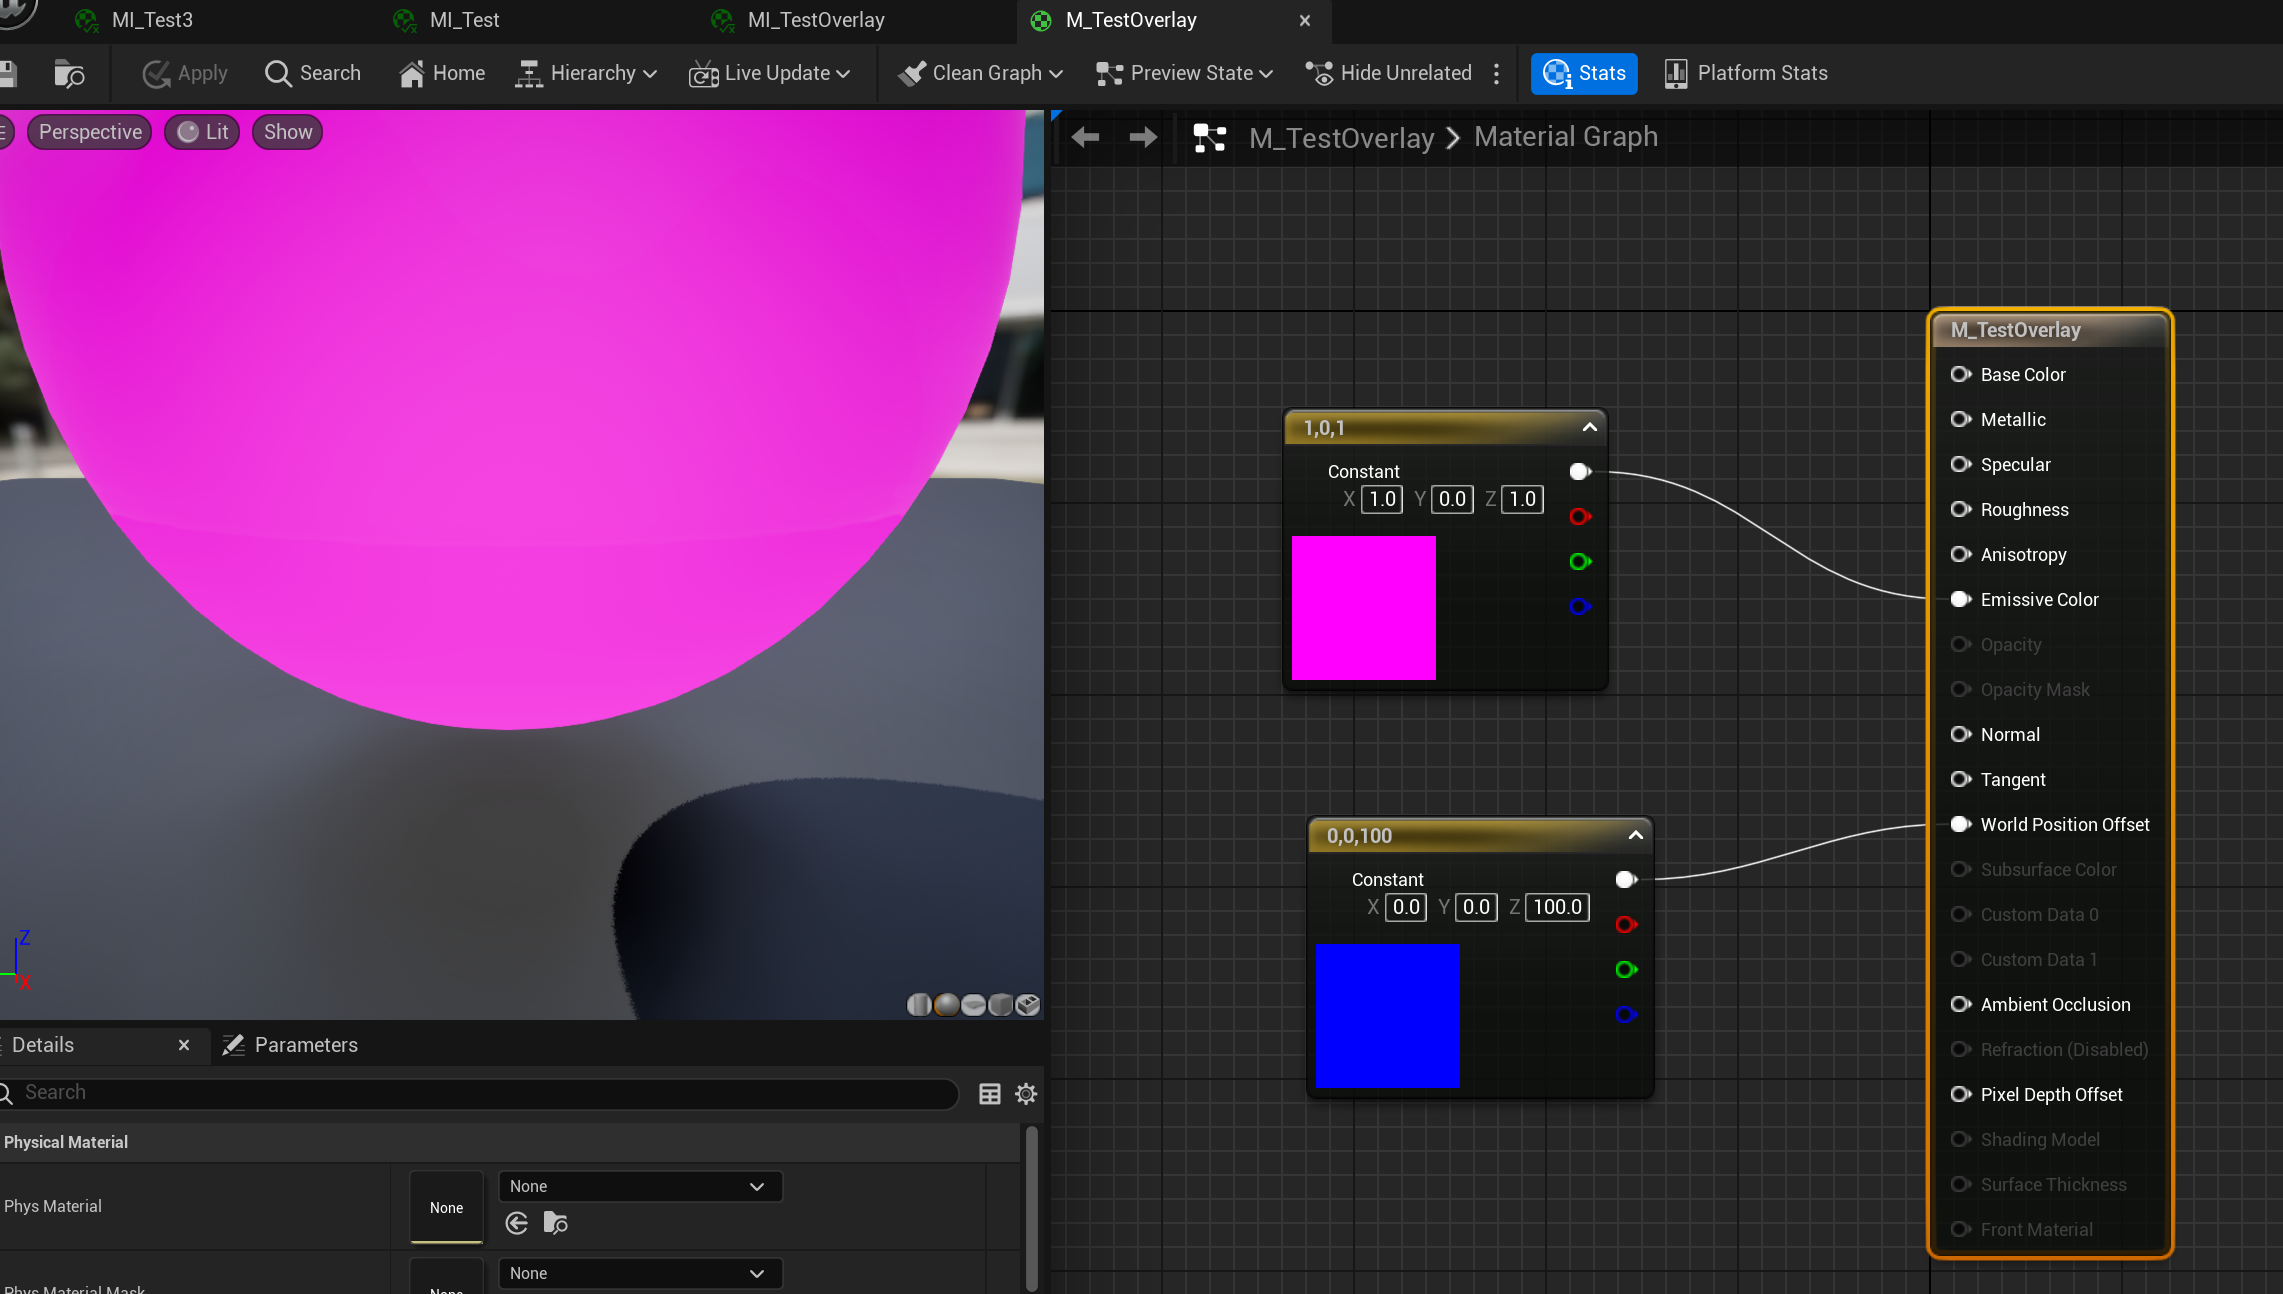 MI_Test3
MI_Test
MI_TestOverlay
M_TestOverlay
Apply
Search
Home
Hierarchy
Live Update
Clean Graph
Preview State
Hide Unrelated
Stats
Platform Stats
Perspective
Lit
Show
M_TestOverlay
Material Graph
1,0,1
Constant
X 1.0 Y 0.0 Z 1.0
0,0,100
Constant
X 0.0 Y 0.0 Z 100.0
M_TestOverlay
Base Color
Metallic
Specular
Roughness
Anisotropy
Emissive Color
Opacity
Opacity Mask
Normal
Tangent
World Position Offset
Subsurface Color
Custom Data 0
Custom Data 1
Ambient Occlusion
Refraction (Disabled)
Pixel Depth Offset
Shading Model
Surface Thickness
Front Material
Z
X
Details
Parameters
Search
Physical Material
Phys Material
None
None
Phys Material Mask
None
None